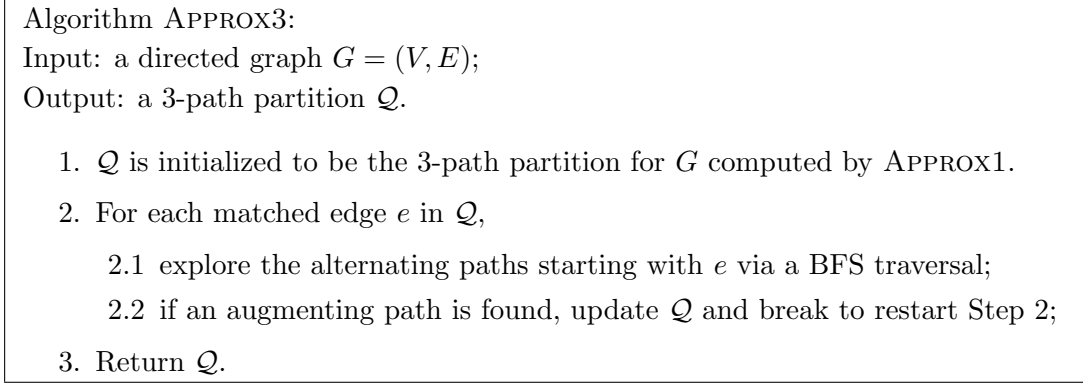 Algorithm APPROX3:
Input: a directed graph G = (V, E);
Output: a 3-path partition 𝒬.
1. 𝒬 is initialized to be the 3-path partition for G computed by APPROX1.
2. For each matched edge e in 𝒬,
2.1 explore the alternating paths starting with e via a BFS traversal;
2.2 if an augmenting path is found, update 𝒬 and break to restart Step 2;
3. Return 𝒬.